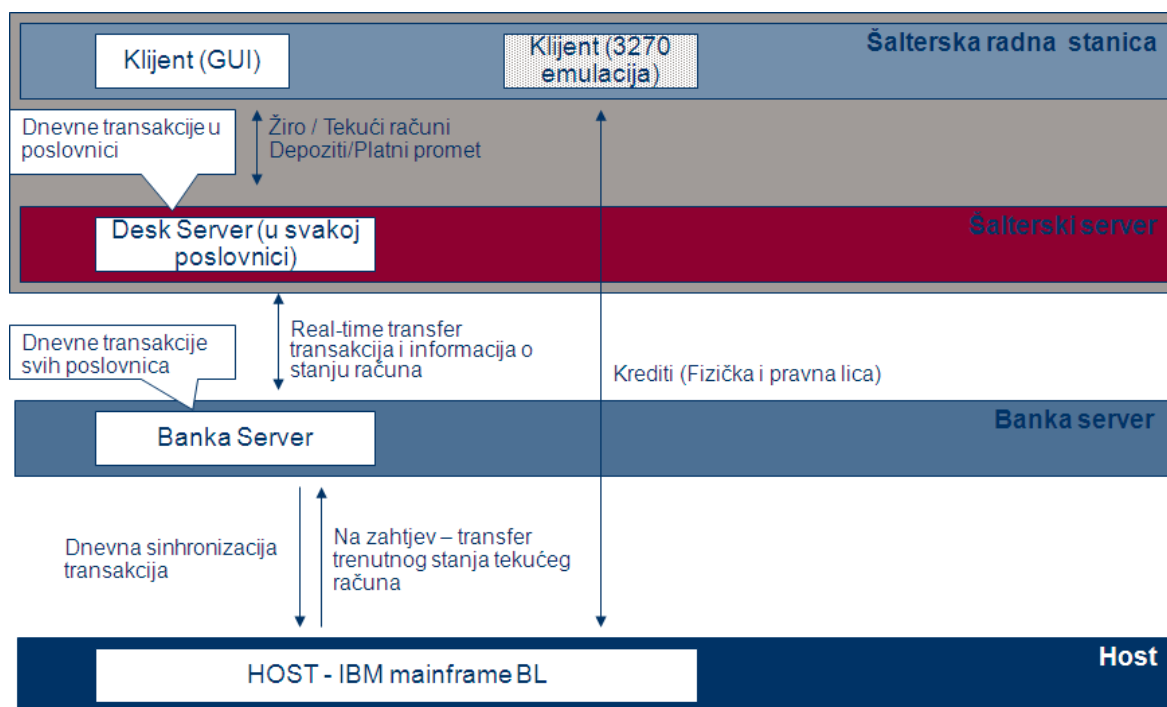 Klijent (GUI)
Klijent (3270
emulacija)
Šalterska radna stanica
Dnevne transakcije u
poslovnici
Žiro / Tekući računi
Depoziti/Platni promet
Desk Server (u svakoj
poslovnici)
Šalterski server
Real-time transfer
transakcija i informacija o
stanju računa
Dnevne transakcije
svih poslovnica
Krediti (Fizička i pravna lica)
Banka Server
Banka server
Dnevna sinhronizacija
transakcija
Na zahtjev – transfer
trenutnog stanja tekućeg
računa
HOST - IBM mainframe BL
Host